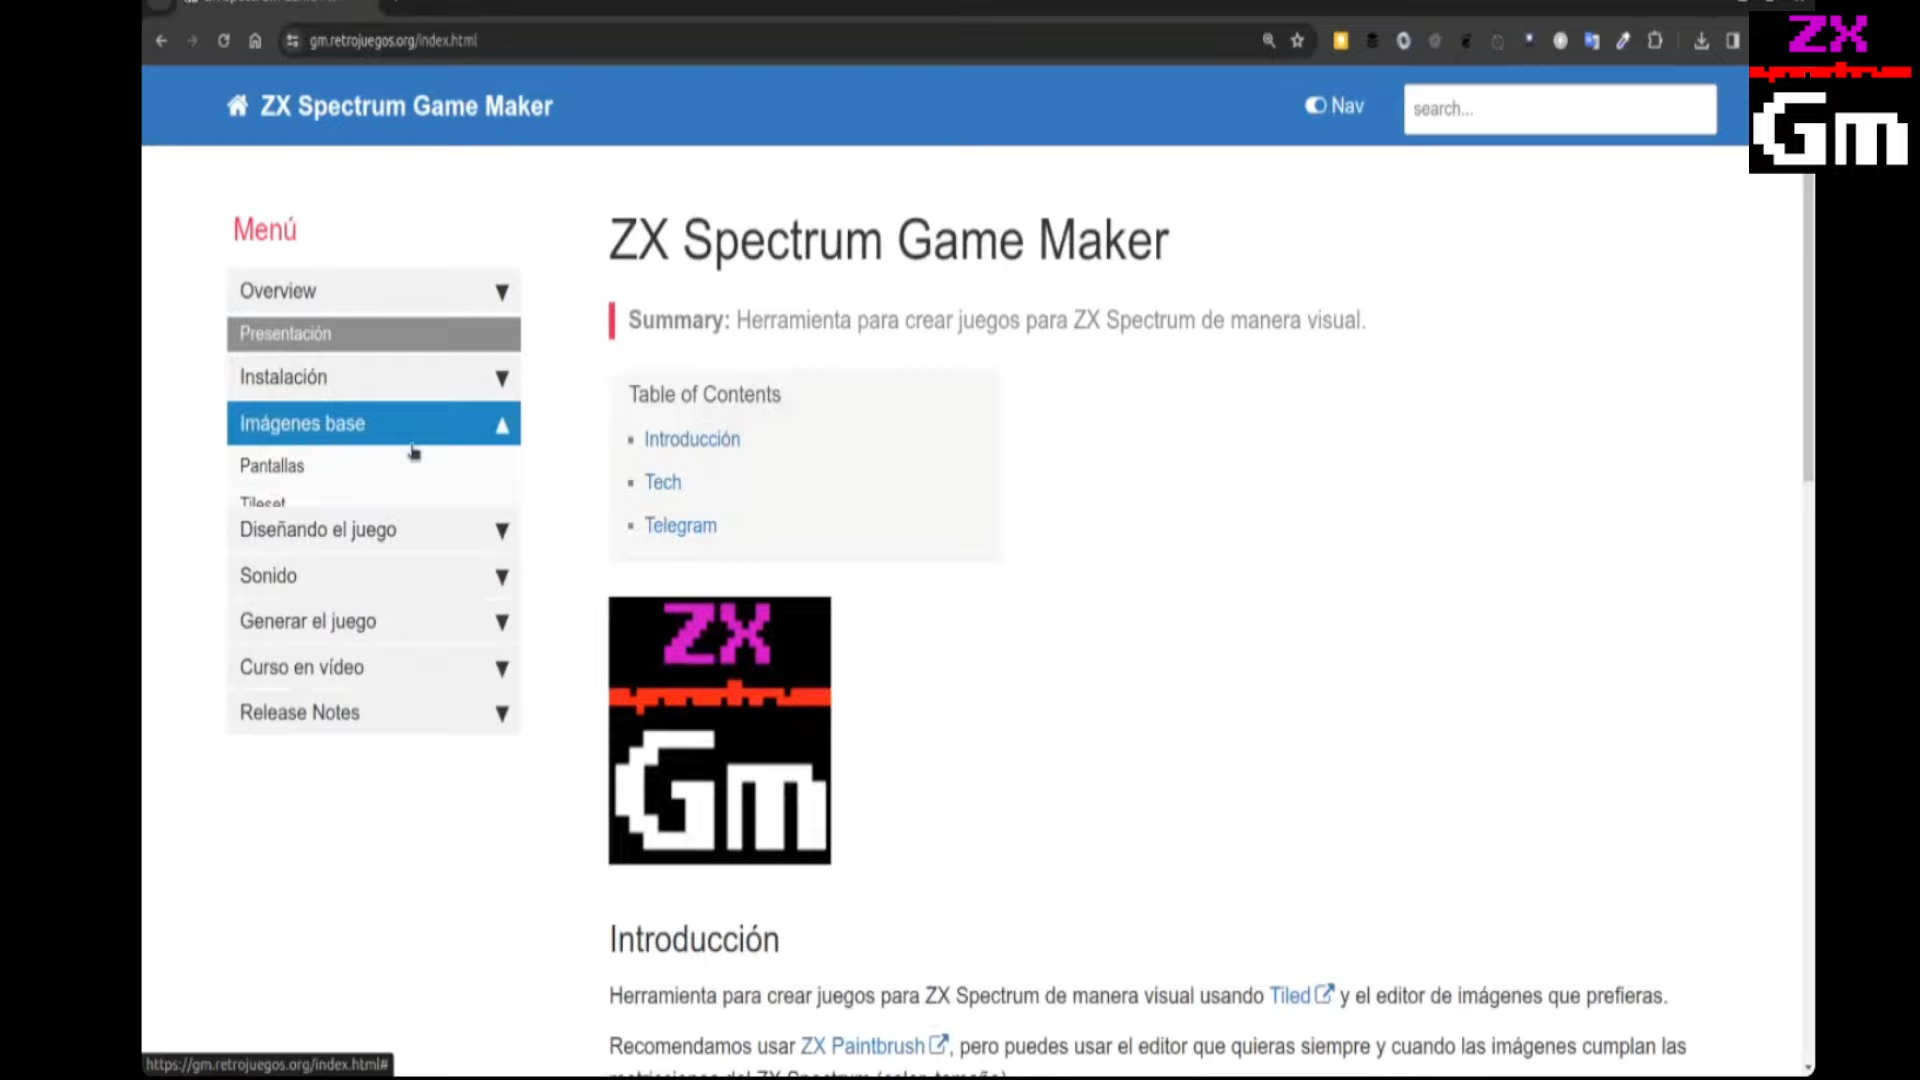 gm.retrojuegos.org/index.html
ZX
Gm
ZX Spectrum Game Maker
Nav
search...
Menú
Overview
Presentación
Instalación
Imágenes base
Pantallas
Tileset
Diseñando el juego
Sonido
Generar el juego
Curso en vídeo
Release Notes
ZX Spectrum Game Maker
Summary: Herramienta para crear juegos para ZX Spectrum de manera visual.
Table of Contents
Introducción
Tech
Telegram
ZX
Gm
Introducción
Herramienta para crear juegos para ZX Spectrum de manera visual usando Tiled y el editor de imágenes que prefieras.
Recomendamos usar ZX Paintbrush, pero puedes usar el editor que quieras siempre y cuando las imágenes cumplan las
https://gm.retrojuegos.org/index.html#